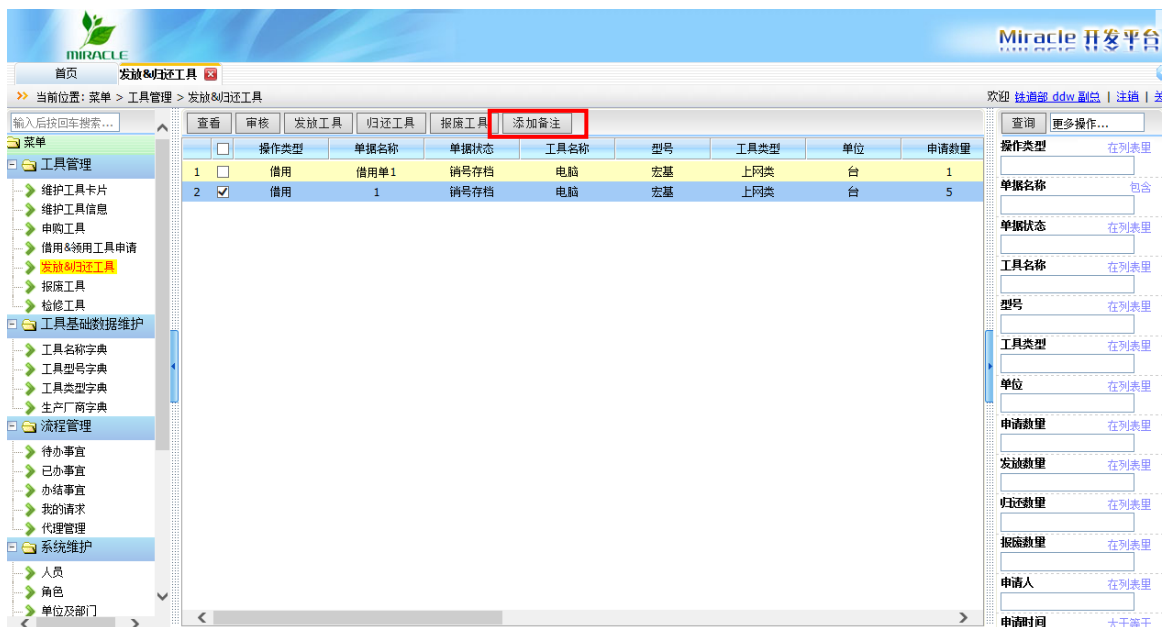 MIRACLE
Miracle 开发平台
首页 发放&归还工具
当前位置: 菜单 > 工具管理 > 发放&归还工具
欢迎 铁道部 ddw 副总 | 注销 |
输入后按回车搜索...
菜单
工具管理
维护工具卡片
维护工具信息
申购工具
借用&领用工具申请
发放&归还工具
报废工具
检修工具
工具基础数据维护
工具名称字典
工具型号字典
工具类型字典
生产厂商字典
流程管理
待办事宜
已办事宜
办结事宜
我的请求
代理管理
系统维护
人员
角色
单位及部门
查看 审核 发放工具 归还工具 报废工具 添加备注
操作类型 单据名称 单据状态 工具名称 型号 工具类型 单位 申请数量
1 借用 借用单1 销号存档 电脑 宏基 上网类 台 1
2 借用 1 销号存档 电脑 宏基 上网类 台 5
查询 更多操作...
操作类型 在列表里
单据名称 包含
单据状态 在列表里
工具名称 在列表里
型号 在列表里
工具类型 在列表里
单位 在列表里
申请数量 在列表里
发放数量 在列表里
归还数量 在列表里
报废数量 在列表里
申请人 在列表里
申请时间 大于等于